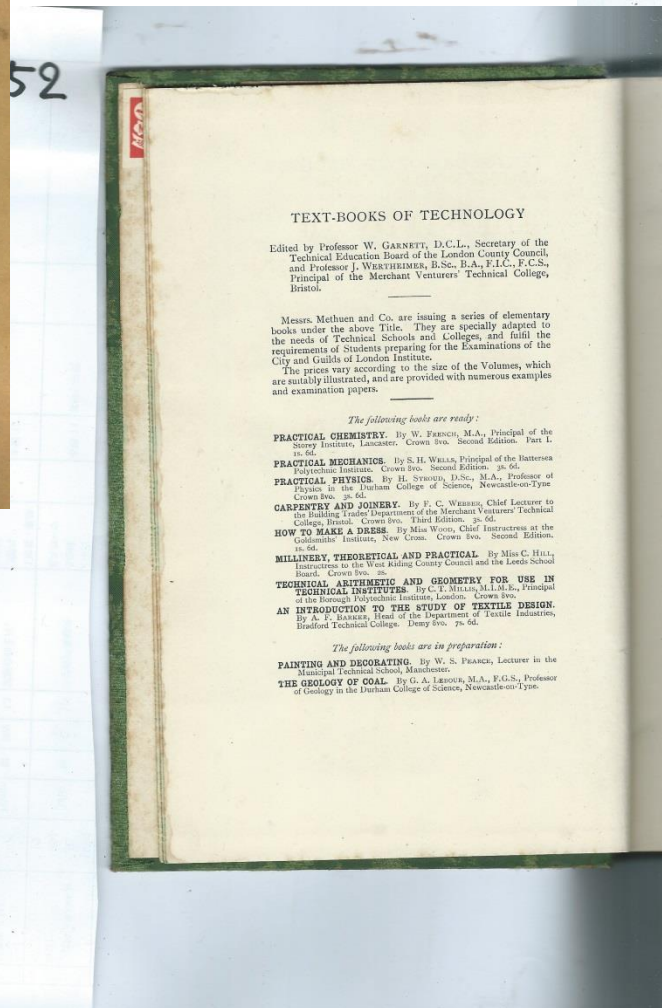 52
TEXT-BOOKS OF TECHNOLOGY
Edited by Professor W. GARNETT, D.C.L., Secretary of the
Technical Education Board of the London County Council,
and Professor J. WERTHEIMER, B.Sc., B.A., F.I.C., F.C.S.,
Principal of the Merchant Venturers' Technical College,
Bristol.
Messrs. Methuen and Co. are issuing a series of elementary
books under the above Title. They are specially adapted to
the needs of Technical Schools and Colleges, and fulfil the
requirements of Students preparing for the Examinations of the
City and Guilds of London Institute.
The prices vary according to the size of the Volumes, which
are suitably illustrated, and are provided with numerous examples
and examination papers.
The following books are ready:
PRACTICAL CHEMISTRY. By W. FRENCH, M.A., Principal of the
Storey Institute, Lancaster. Crown 8vo. Second Edition. Part I.
1s. 6d.
PRACTICAL MECHANICS. By S. H. WELLS, Principal of the Battersea
Polytechnic Institute. Crown 8vo. Second Edition. 3s. 6d.
PRACTICAL PHYSICS. By H. STROUD, D.Sc., M.A., Professor of
Physics in the Durham College of Science, Newcastle-on-Tyne
Crown 8vo. 3s. 6d.
CARPENTRY AND JOINERY. By F. C. WEBBER, Chief Lecturer to
the Building Trades' Department of the Merchant Venturers' Technical
College, Bristol. Crown 8vo. Third Edition. 3s. 6d.
HOW TO MAKE A DRESS. By Miss WOOD, Chief Instructress at the
Goldsmiths' Institute, New Cross. Crown 8vo. Second Edition.
1s. 6d.
MILLINERY, THEORETICAL AND PRACTICAL. By Miss C. HILL,
Instructress to the West Riding County Council and the Leeds School
Board. Crown 8vo. 2s.
TECHNICAL ARITHMETIC AND GEOMETRY FOR USE IN
TECHNICAL INSTITUTES. By C. T. MILLIS, M.I.M.E., Principal
of the Borough Polytechnic Institute, London. Crown 8vo.
AN INTRODUCTION TO THE STUDY OF TEXTILE DESIGN.
By A. F. BARKER, Head of the Department of Textile Industries,
Bradford Technical College. Demy 8vo. 7s. 6d.
The following books are in preparation:
PAINTING AND DECORATING. By W. S. PEARCE, Lecturer in the
Municipal Technical School, Manchester.
THE GEOLOGY OF COAL. By G. A. LEBOUR, M.A., F.G.S., Professor
of Geology in the Durham College of Science, Newcastle-on-Tyne.